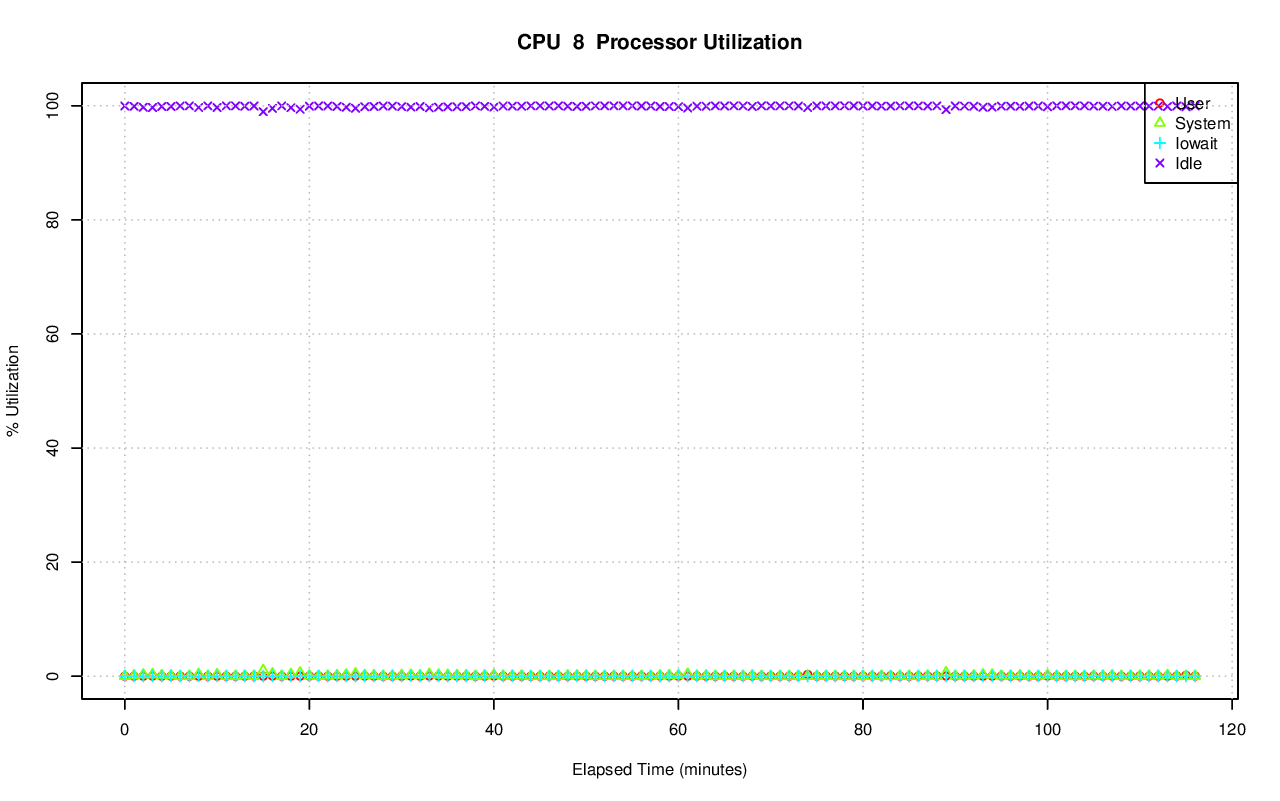 CPU  8  Processor Utilization
% Utilization
100
80
60
40
20
0
User
System
Iowait
Idle
0 20 40 60 80 100 120
Elapsed Time (minutes)